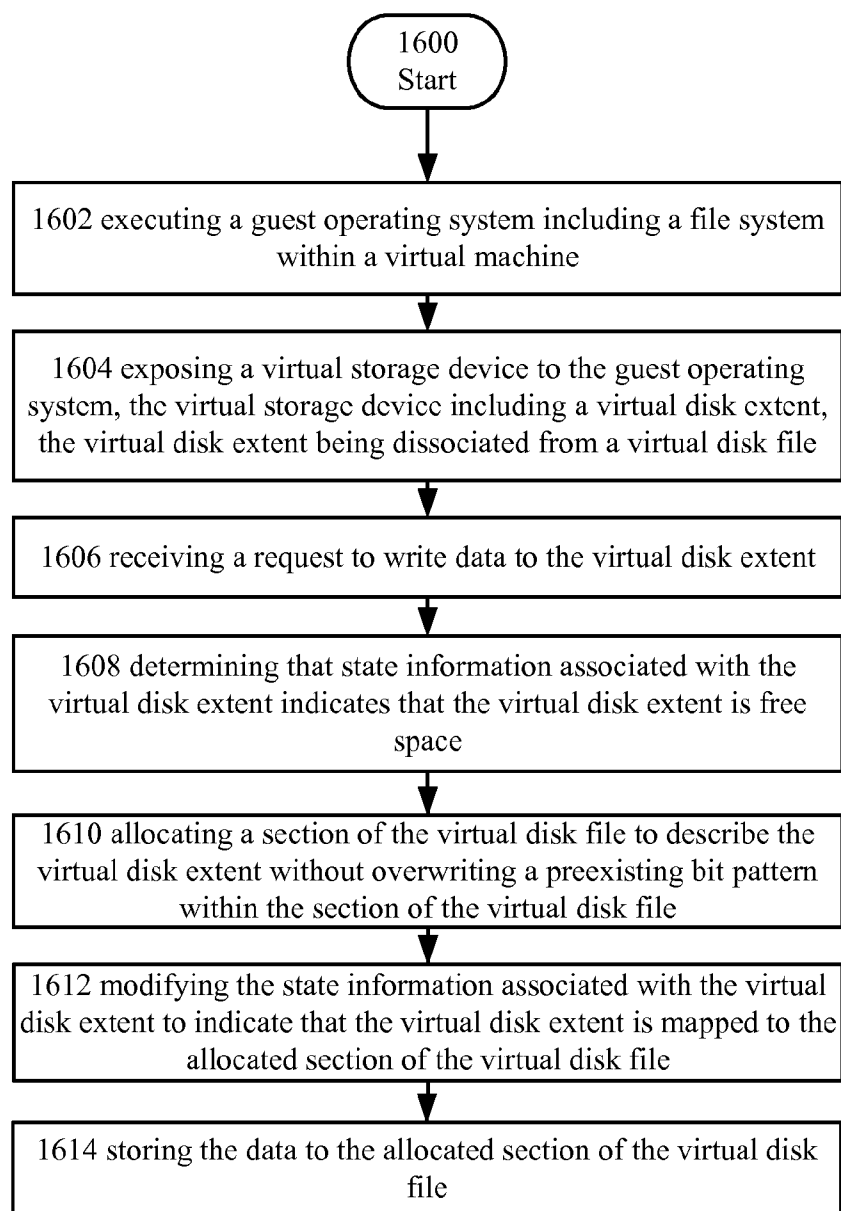 1600
Start
1602 executing a guest operating system including a file system
within a virtual machine
1604 exposing a virtual storage device to the guest operating
system, the virtual storage device including a virtual disk extent,
the virtual disk extent being dissociated from a virtual disk file
1606 receiving a request to write data to the virtual disk extent
1608 determining that state information associated with the
virtual disk extent indicates that the virtual disk extent is free
space
1610 allocating a section of the virtual disk file to describe the
virtual disk extent without overwriting a preexisting bit pattern
within the section of the virtual disk file
1612 modifying the state information associated with the virtual
disk extent to indicate that the virtual disk extent is mapped to the
allocated section of the virtual disk file
1614 storing the data to the allocated section of the virtual disk
file